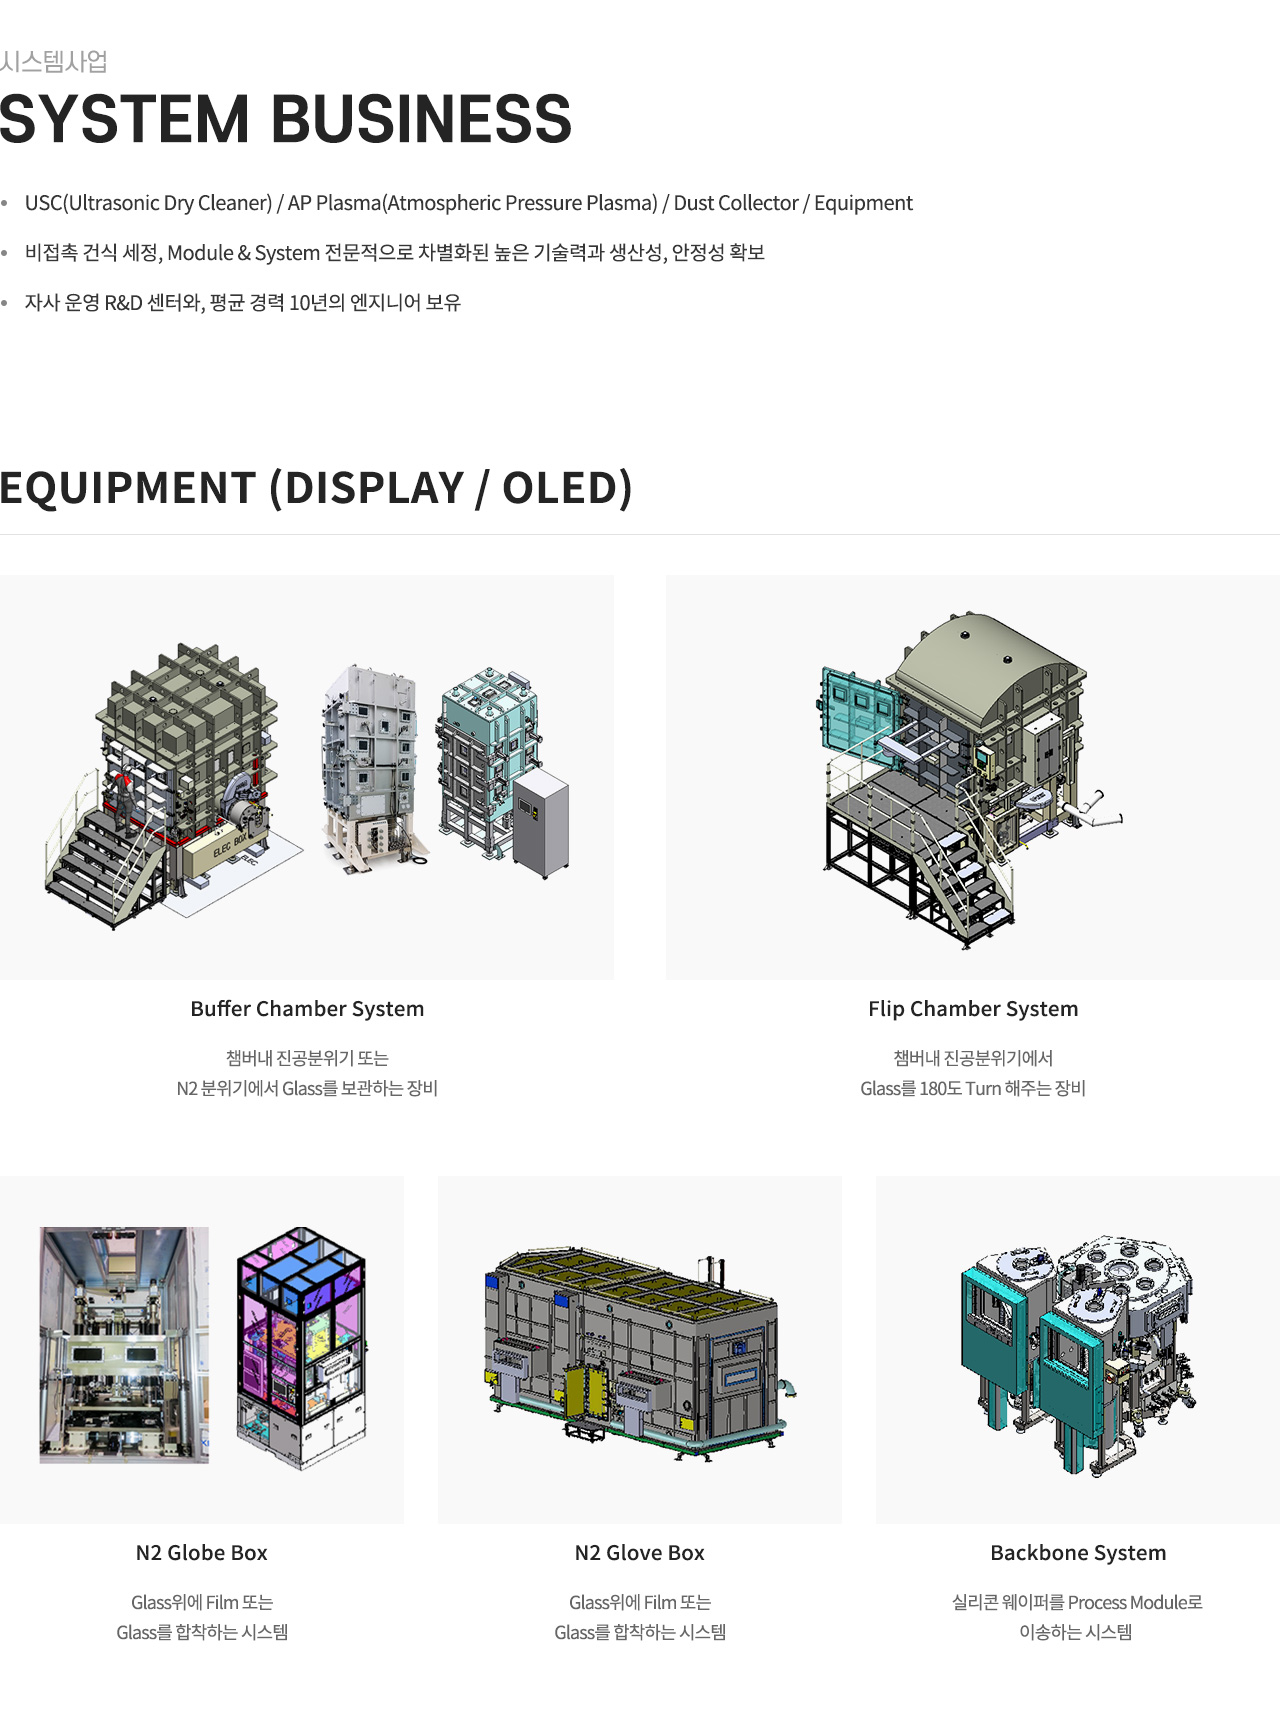 시스템사업
SYSTEM BUSINESS
• USC(Ultrasonic Dry Cleaner) / AP Plasma(Atmospheric Pressure Plasma) / Dust Collector / Equipment
• 비접촉 건식 세정, Module & System 전문적으로 차별화된 높은 기술력과 생산성, 안정성 확보
• 자사 운영 R&D 센터와, 평균 경력 10년의 엔지니어 보유
EQUIPMENT (DISPLAY / OLED)
ELEC BOX
ELEC
Buffer Chamber System
챔버내 진공분위기 또는
N2 분위기에서 Glass를 보관하는 장비
Flip Chamber System
챔버내 진공분위기에서
Glass를 180도 Turn 해주는 장비
N2 Globe Box
Glass위에 Film 또는
Glass를 합착하는 시스템
N2 Glove Box
Glass위에 Film 또는
Glass를 합착하는 시스템
Backbone System
실리콘 웨이퍼를 Process Module로
이송하는 시스템